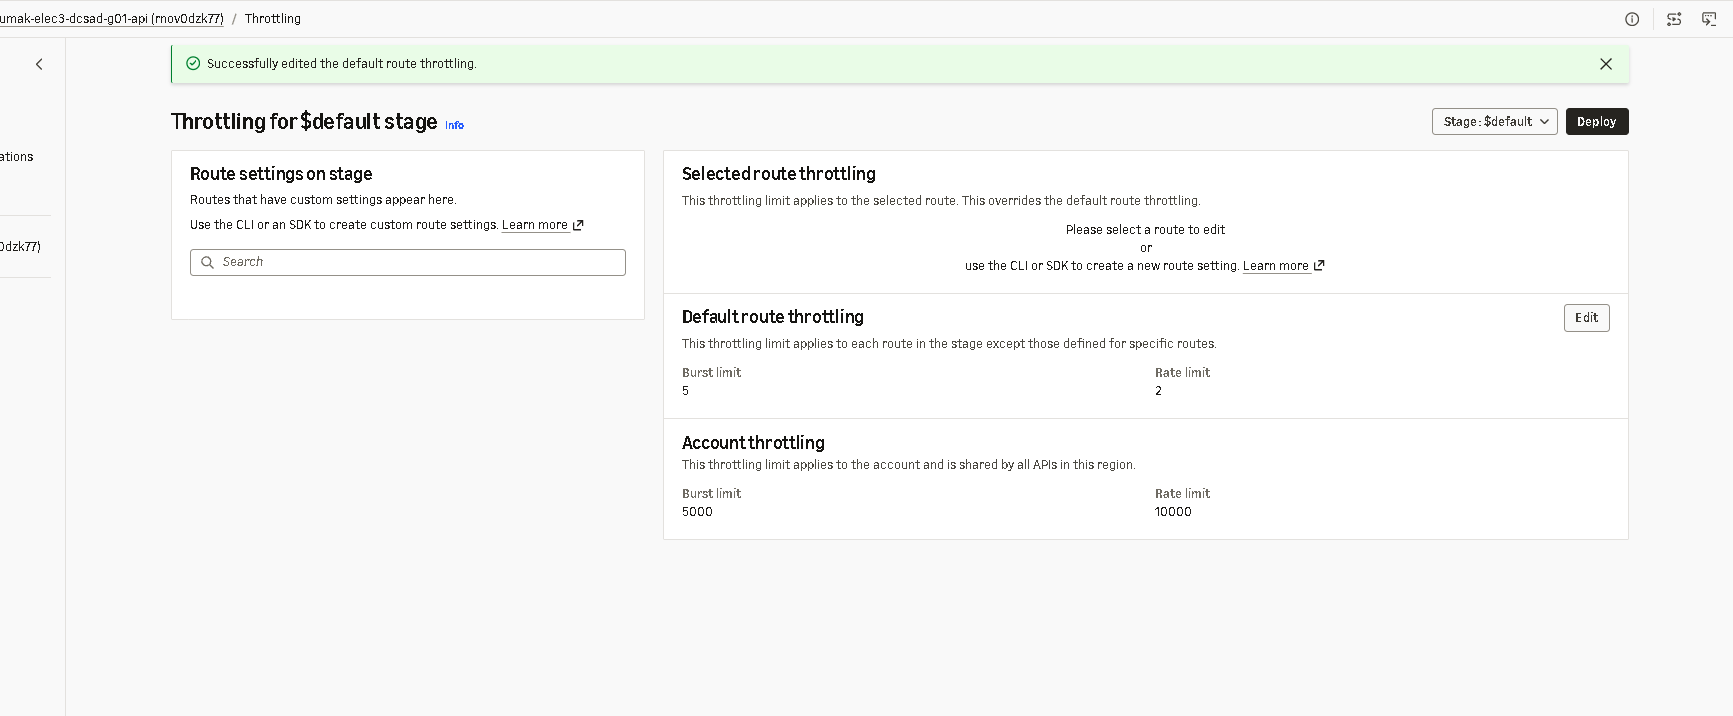 umak-elec3-dcsad-g01-api (rnov0dzk77) / Throttling
Successfully edited the default route throttling.
Throttling for $default stage Info
Stage: $default
Deploy
ations
0dzk77)
Route settings on stage
Routes that have custom settings appear here.
Use the CLI or an SDK to create custom route settings. Learn more
Search
Selected route throttling
This throttling limit applies to the selected route. This overrides the default route throttling.
Please select a route to edit
or
use the CLI or SDK to create a new route setting. Learn more
Default route throttling
Edit
This throttling limit applies to each route in the stage except those defined for specific routes.
Burst limit
5
Rate limit
2
Account throttling
This throttling limit applies to the account and is shared by all APIs in this region.
Burst limit
5000
Rate limit
10000